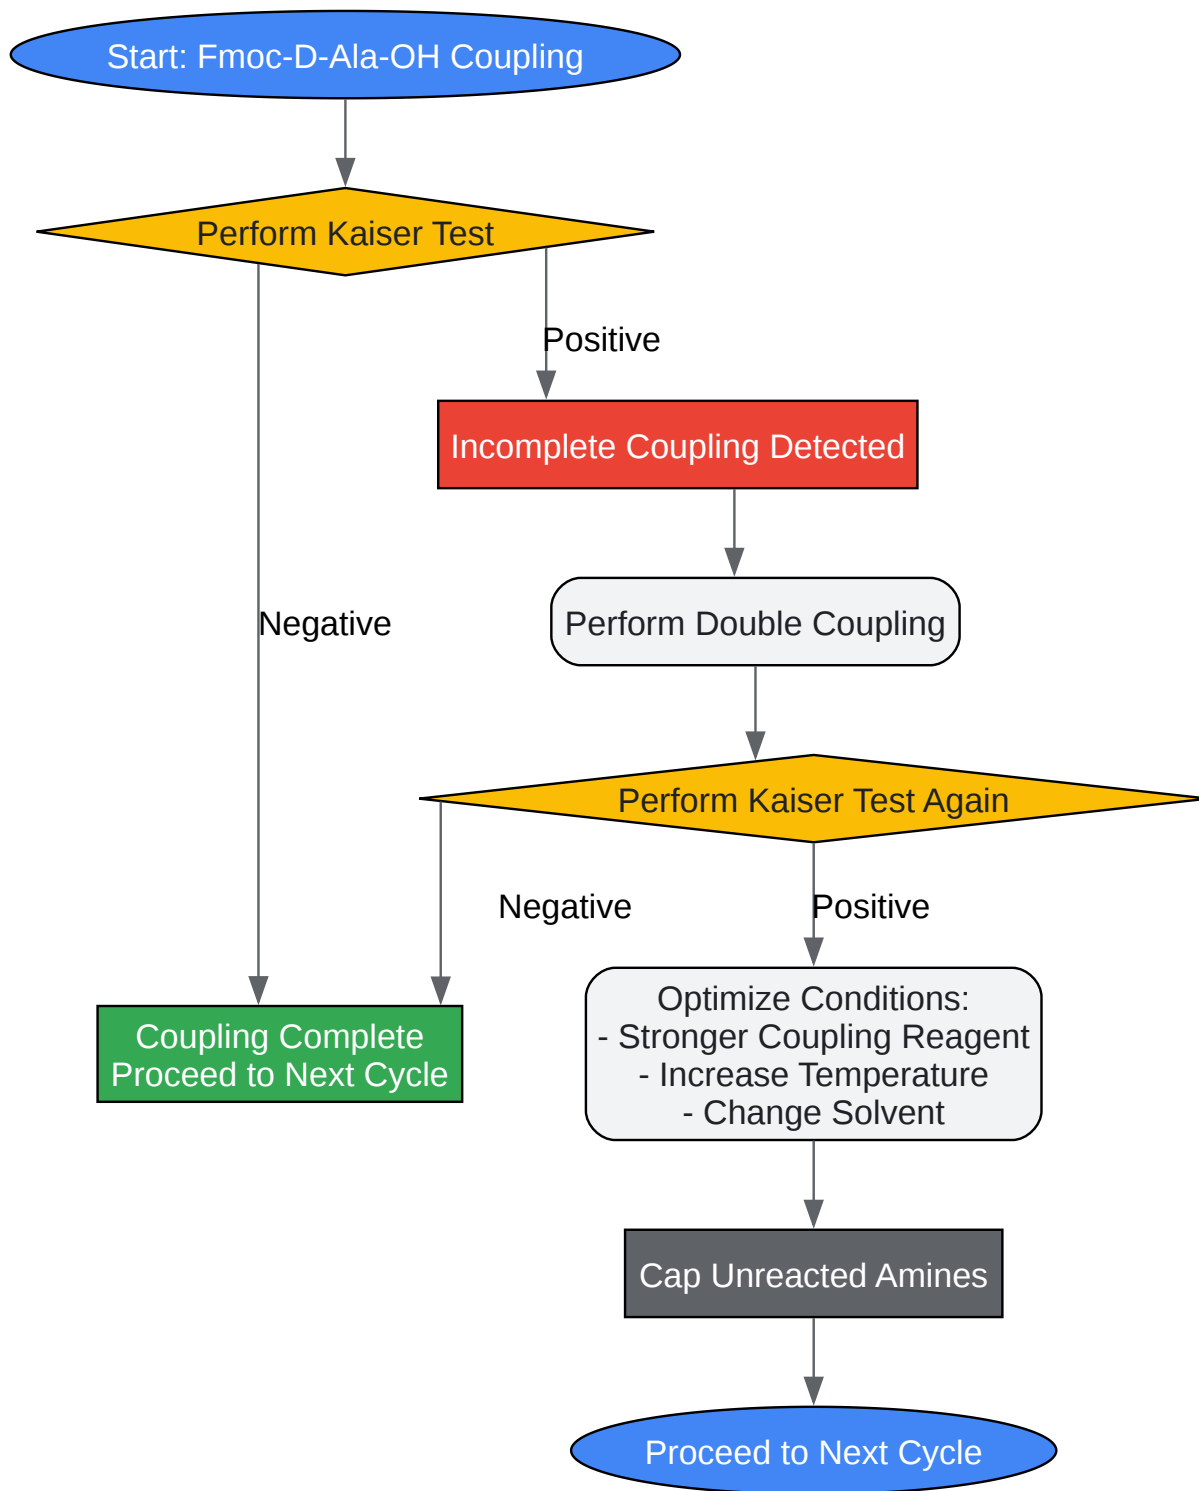 Start: Fmoc-D-Ala-OH Coupling
Perform Kaiser Test
Positive
Incomplete Coupling Detected
Negative
Perform Double Coupling
Perform Kaiser Test Again
Negative
Positive
Optimize Conditions:
- Stronger Coupling Reagent
- Increase Temperature
- Change Solvent
Coupling Complete
Proceed to Next Cycle
Cap Unreacted Amines
Proceed to Next Cycle